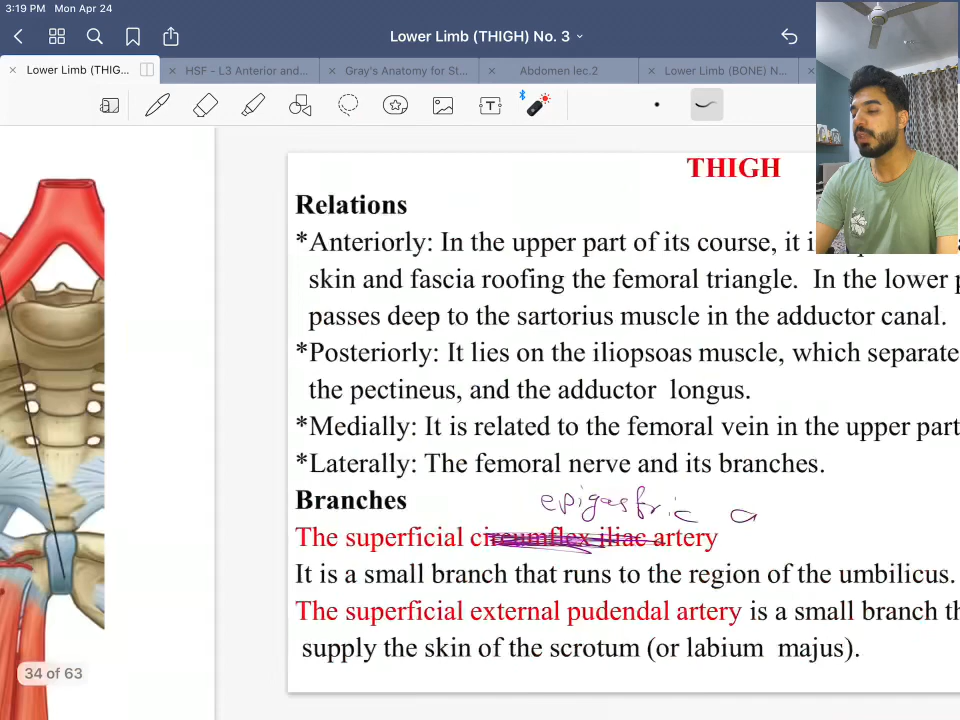 3:19 PM Mon Apr 24
Lower Limb (THIGH) No. 3
Lower Limb (THIG...
HSF - L3 Anterior and...
Gray's Anatomy for St...
Abdomen lec.2
Lower Limb (BONE) N...
T
THIGH
Relations
*Anteriorly: In the upper part of its course, it
skin and fascia roofing the femoral triangle. In the lower
passes deep to the sartorius muscle in the adductor canal.
*Posteriorly: It lies on the iliopsoas muscle, which separate
the pectineus, and the adductor longus.
*Medially: It is related to the femoral vein in the upper part
*Laterally: The femoral nerve and its branches.
Branches
epigastric a
The superficial circumflex iliac artery
It is a small branch that runs to the region of the umbilicus.
The superficial external pudendal artery is a small branch th
supply the skin of the scrotum (or labium majus).
34 of 63